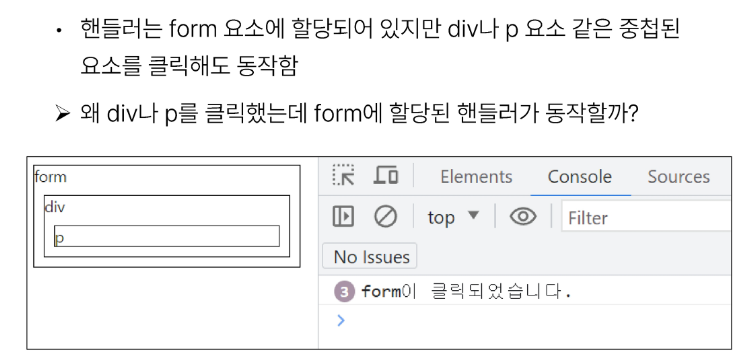 • 핸들러는 form 요소에 할당되어 있지만 div나 p 요소 같은 중첩된
요소를 클릭해도 동작함
➢ 왜 div나 p를 클릭했는데 form에 할당된 핸들러가 동작할까?
form
div
p
Elements Console Sources
top ▼ Filter
No Issues
3 form이 클릭되었습니다.
>